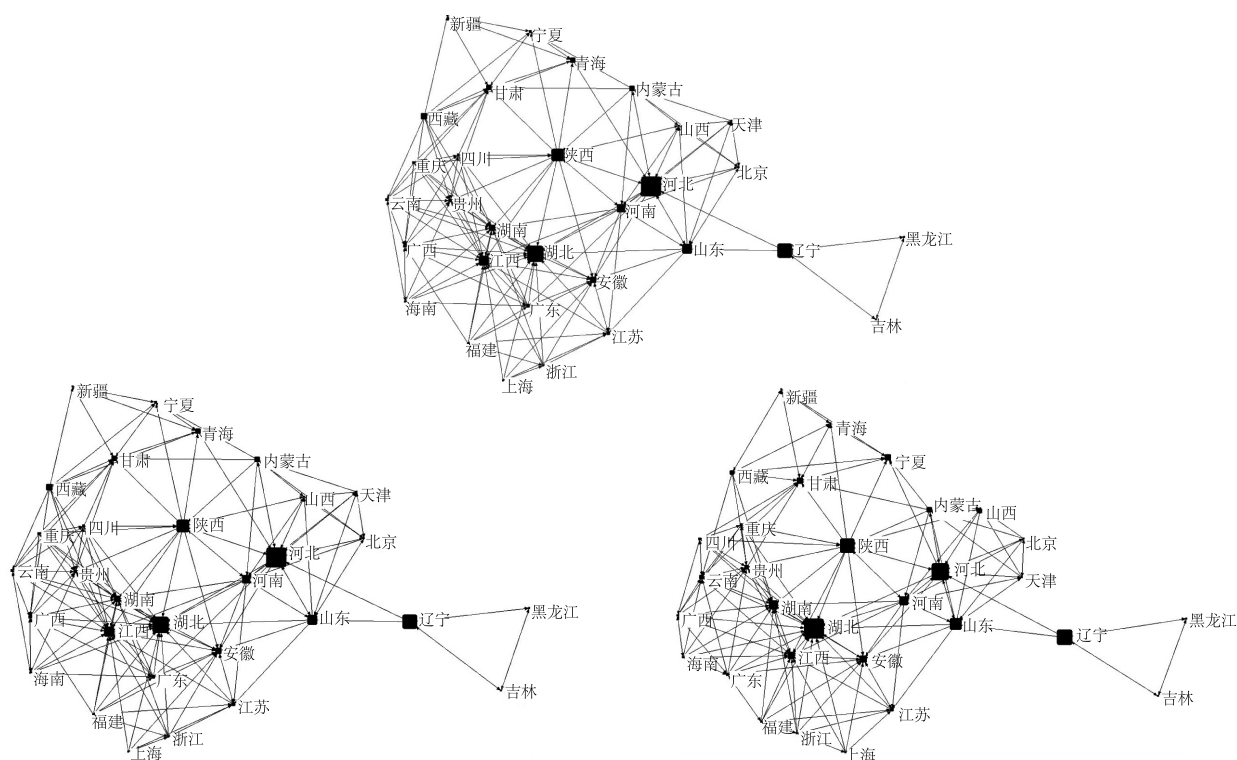 新疆
宁夏
青海
甘肃
内蒙古
西藏
山西
天津
重庆
四川
陕西
北京
河北
云南
贵州
河南
湖南
黑龙江
广西
江西
湖北
山东
辽宁
安徽
海南
广东
吉林
江苏
福建
浙江
上海
新疆
宁夏
青海
甘肃
内蒙古
西藏
山西
天津
重庆
四川
陕西
北京
河北
云南
贵州
河南
湖南
黑龙江
广西
江西
湖北
山东
辽宁
安徽
海南
广东
吉林
江苏
福建
浙江
上海
新疆
青海
宁夏
西藏
甘肃
内蒙古
山西
重庆
四川
陕西
北京
云南
贵州
河北
天津
湖南
河南
广西
湖北
山东
黑龙江
辽宁
海南
江西
安徽
广东
吉林
江苏
福建
浙江
上海